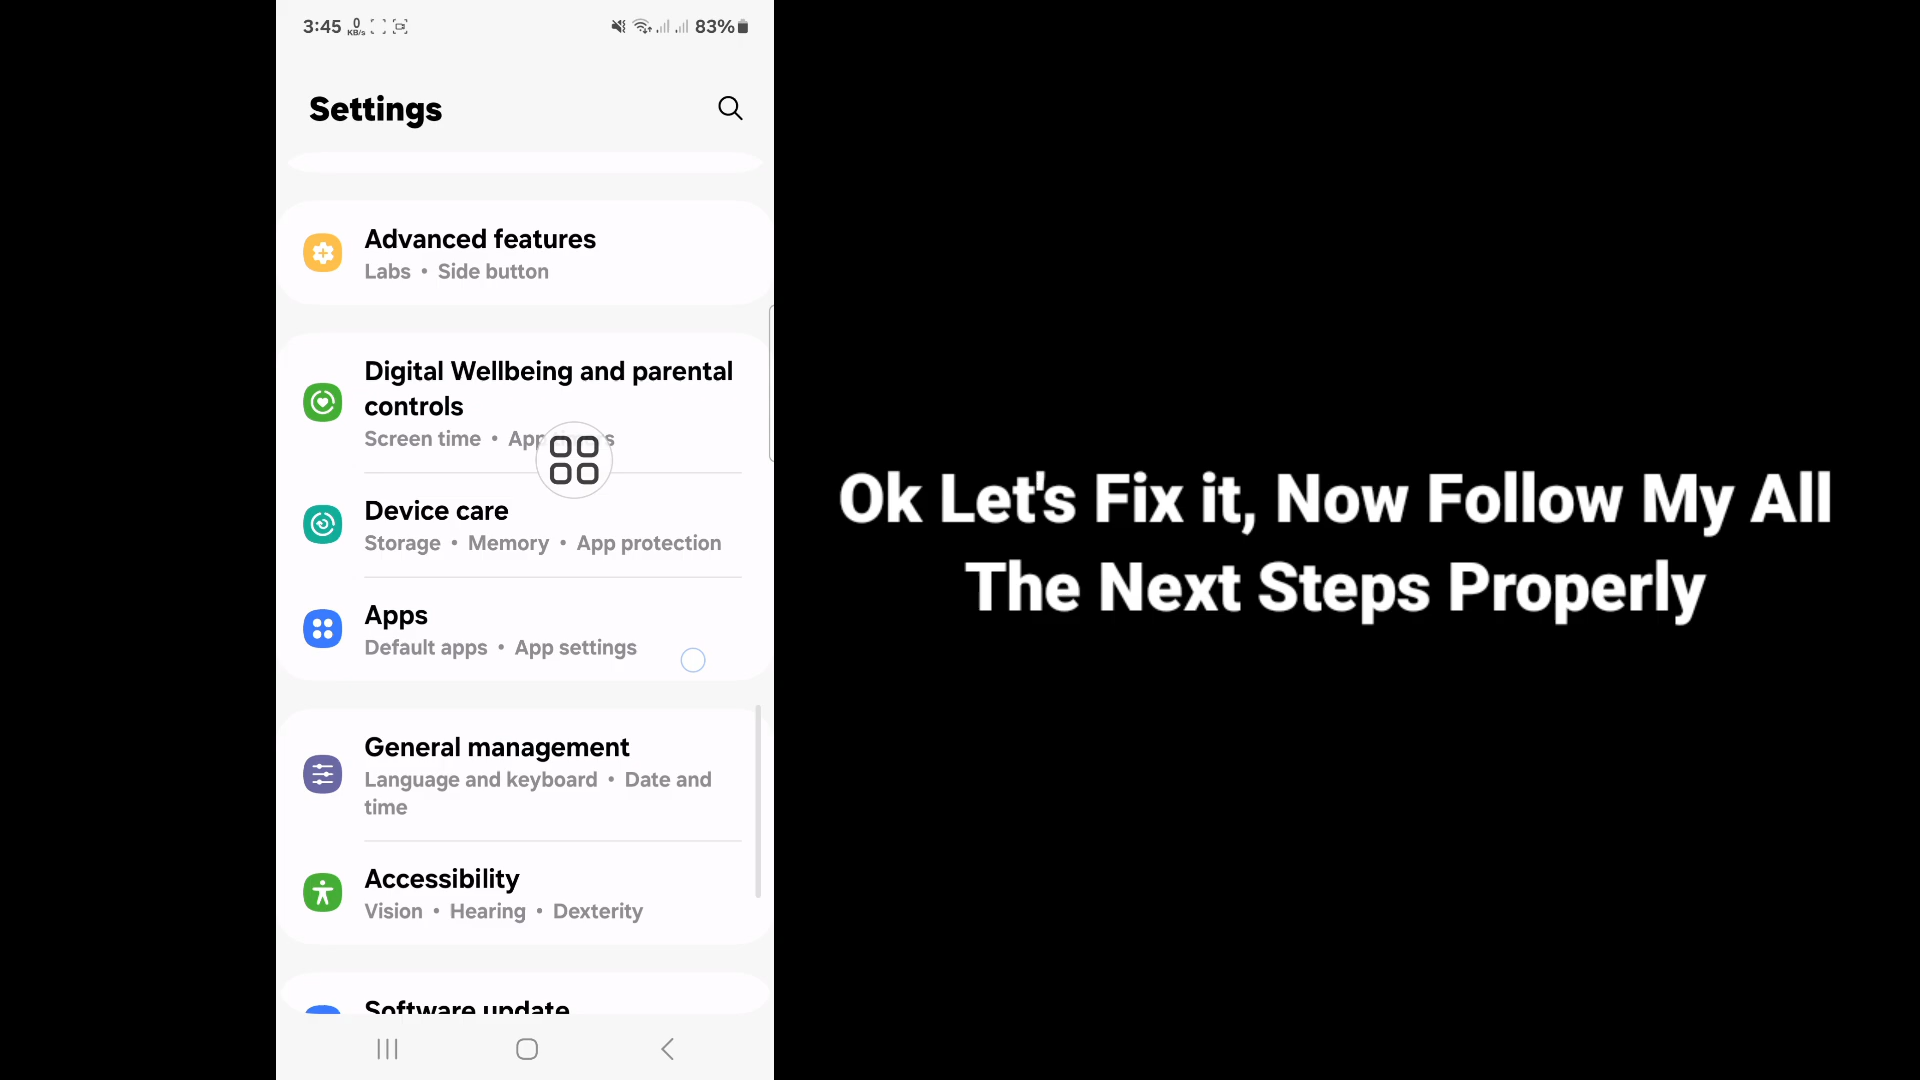 3:45 0 KB/s 83%
Settings
Advanced features
Labs • Side button
Digital Wellbeing and parental
controls
Screen time •
Device care
Storage • Memory • App protection
Apps
Default apps • App settings
General management
Language and keyboard • Date and
time
Accessibility
Vision • Hearing • Dexterity
Software update
Ok Let's Fix it, Now Follow My All
The Next Steps Properly